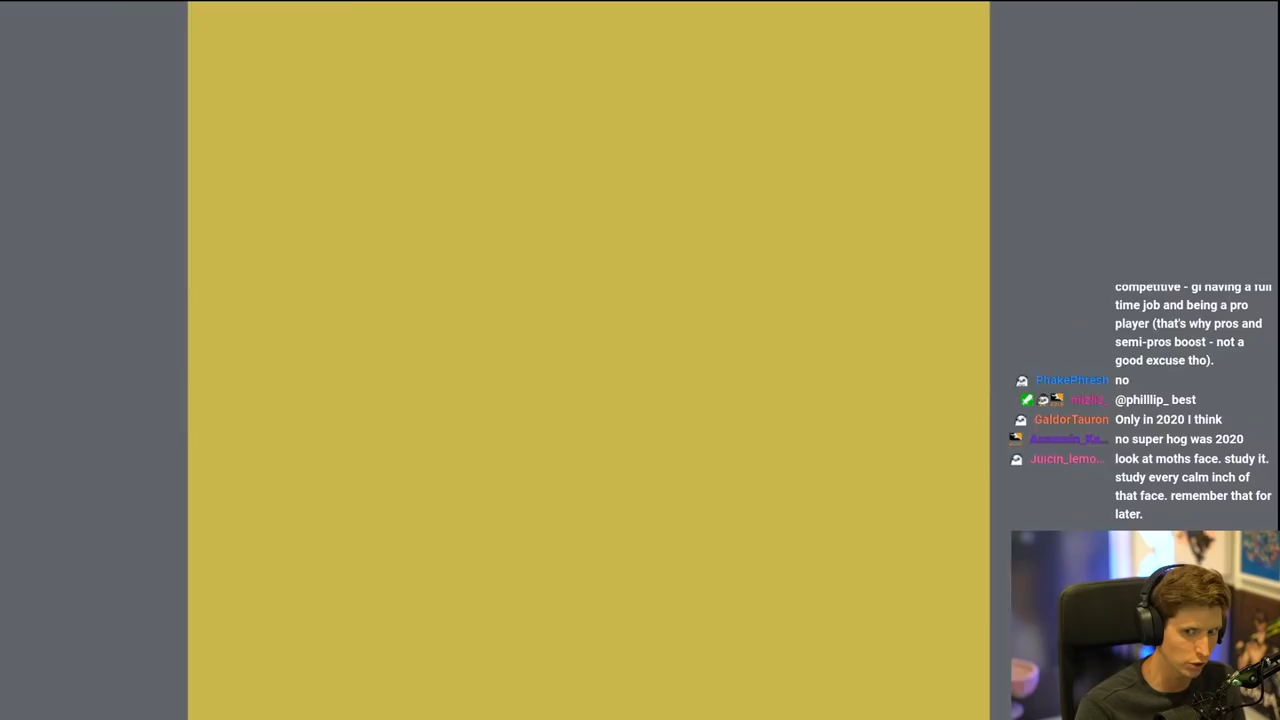 competitive - gl having a full
time job and being a pro
player (that's why pros and
semi-pros boost - not a
good excuse tho).
PhakePhresh no
@philllip_ best
GaldorTauron Only in 2020 I think
no super hog was 2020
Juicin_lemo... look at moths face. study it.
study every calm inch of
that face. remember that for
later.